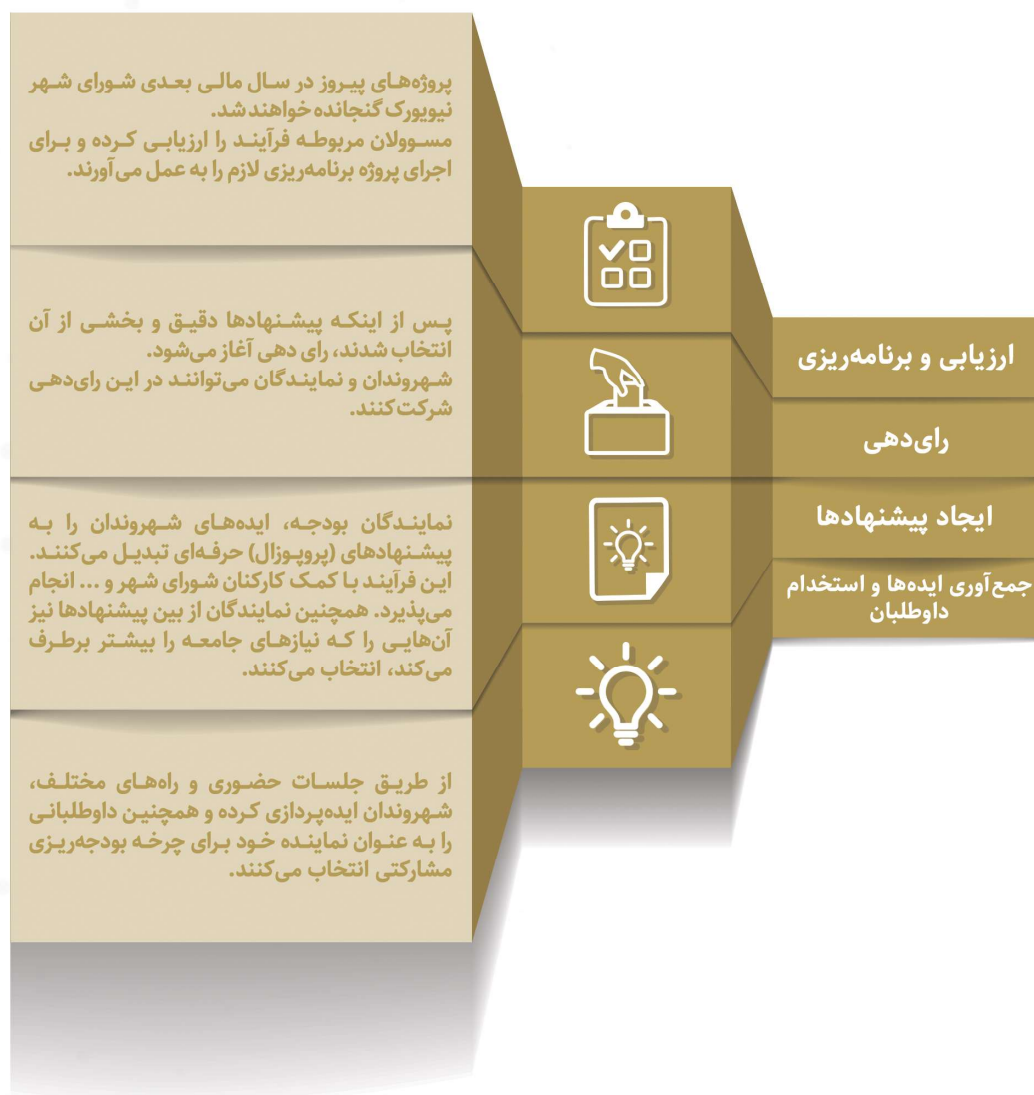 ارزیابی و برنامه‌ریزی
پروژه‌های پیروز در سال مالی بعدی شورای شهر
نیویورک گنجانده خواهند شد.
مسوولان مربوطه فرآیند را ارزیابی کرده و برای
اجرای پروژه برنامه‌ریزی لازم را به عمل می‌آورند.
رای‌دهی
پس از اینکه پیشنهادها دقیق و بخشی از آن
انتخاب شدند، رای دهی آغاز می‌شود.
شهروندان و نمایندگان می‌توانند در این رای‌دهی
شرکت کنند.
ایجاد پیشنهادها
نمایندگان بودجه، ایده‌های شهروندان را به
پیشنهادهای (پروپوزال) حرفه‌ای تبدیل می‌کنند.
این فرآیند با کمک کارکنان شورای شهر و ... انجام
می‌پذیرد. همچنین نمایندگان از بین پیشنهادها نیز
آن‌هایی را که نیازهای جامعه را بیشتر برطرف
می‌کند، انتخاب می‌کنند.
جمع‌آوری ایده‌ها و استخدام
داوطلبان
از طریق جلسات حضوری و راه‌های مختلف،
شهروندان ایده‌پردازی کرده و همچنین داوطلبانی
را به عنوان نماینده خود برای چرخه بودجه‌ریزی
مشارکتی انتخاب می‌کنند.